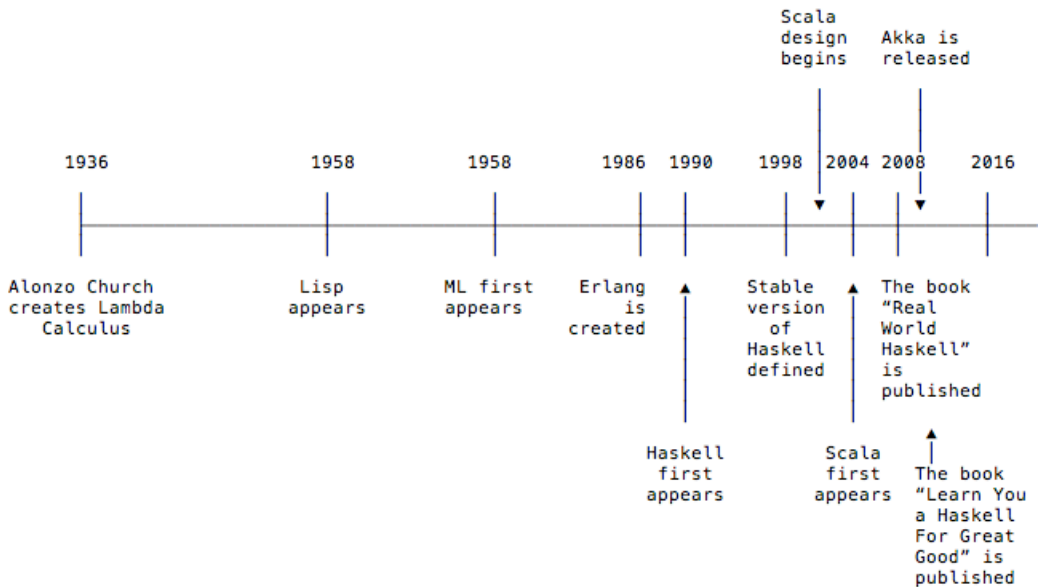 Scala
design
begins
Akka is
released
1936
1958
1958
1986
1990
1998
2004
2008
2016
Alonzo Church
creates Lambda
Calculus
Lisp
appears
ML first
appears
Erlang
is
created
Stable
version
of
Haskell
defined
The book
“Real
World
Haskell”
is
published
Haskell
first
appears
Scala
first
appears
The book
“Learn You
a Haskell
For Great
Good” is
published